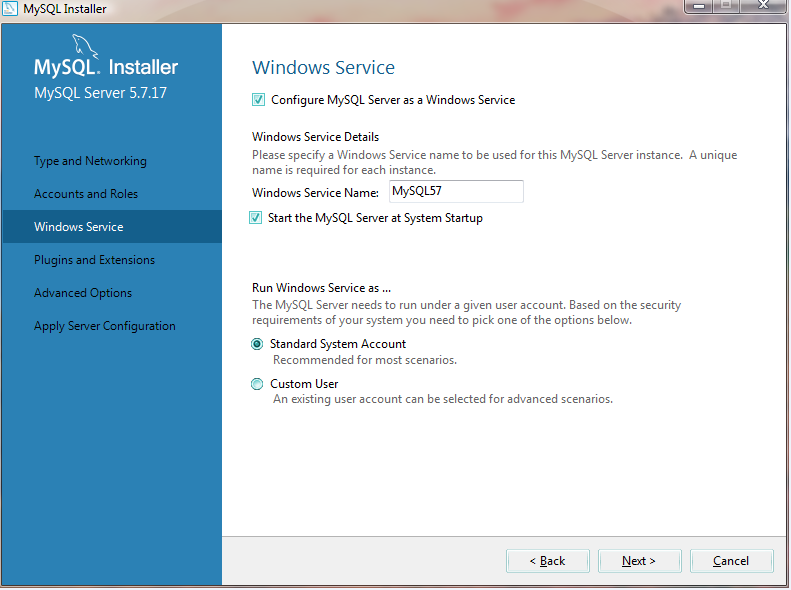 MySQL Installer
MySQL. Installer
MySQL Server 5.7.17
Type and Networking
Accounts and Roles
Windows Service
Plugins and Extensions
Advanced Options
Apply Server Configuration
Windows Service
Configure MySQL Server as a Windows Service
Windows Service Details
Please specify a Windows Service name to be used for this MySQL Server instance. A unique
name is required for each instance.
Windows Service Name: MySQL57
Start the MySQL Server at System Startup
Run Windows Service as ...
The MySQL Server needs to run under a given user account. Based on the security
requirements of your system you need to pick one of the options below.
Standard System Account
Recommended for most scenarios.
Custom User
An existing user account can be selected for advanced scenarios.
< Back Next > Cancel